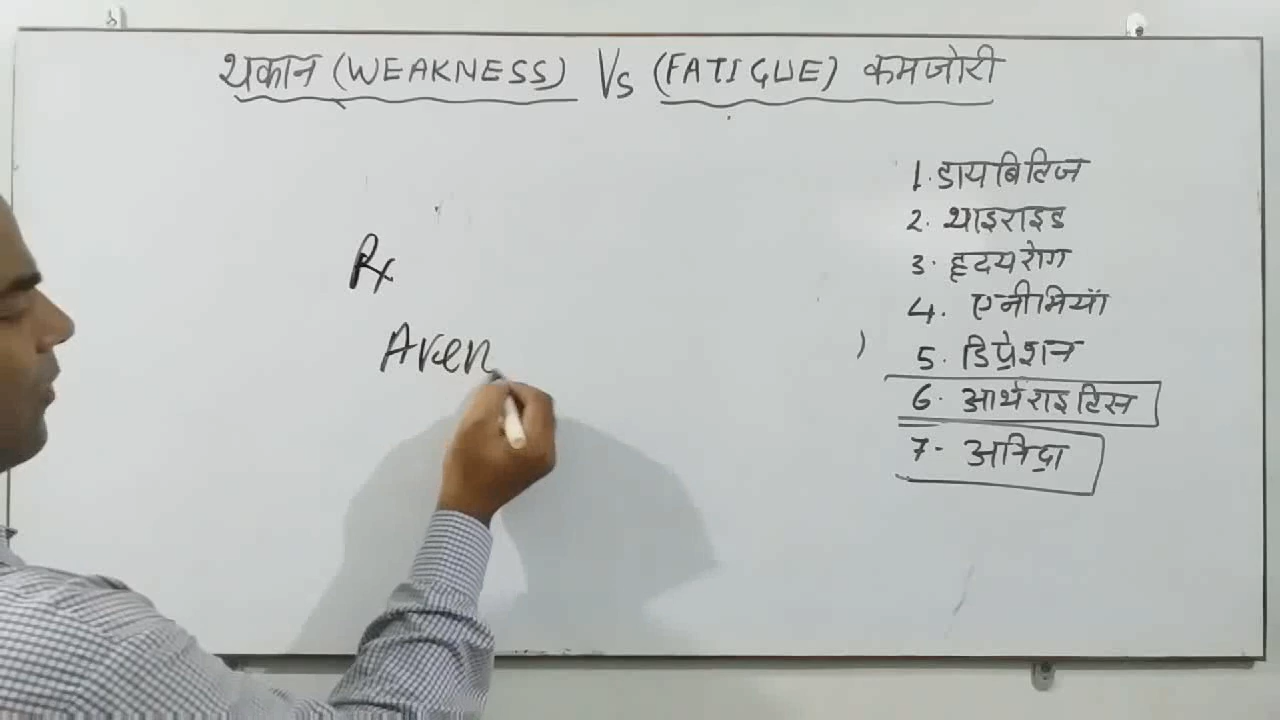 थकान (WEAKNESS) Vs (FATIGUE) कमजोरी
1. डायबिटिज
2. थाइराइड
3. हृदयरोग
4. एनीमियाँ
5. डिप्रेशन
6. आर्थराइटिस
7- अनिद्रा
Rx
Aven